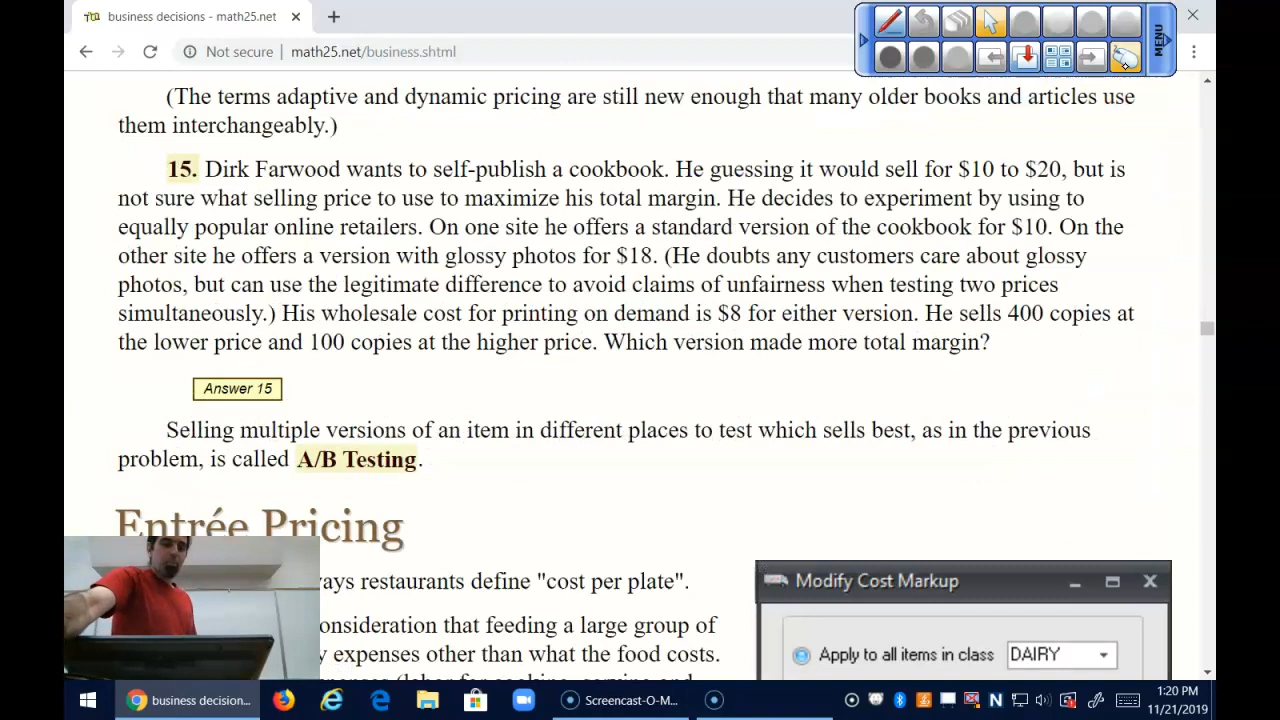 business decisions - math25.net
Not secure
math25.net/business.shtml
MENU
(The terms adaptive and dynamic pricing are still new enough that many older books and articles use
them interchangeably.)
15. Dirk Farwood wants to self-publish a cookbook. He guessing it would sell for $10 to $20, but is
not sure what selling price to use to maximize his total margin. He decides to experiment by using to
equally popular online retailers. On one site he offers a standard version of the cookbook for $10. On the
other site he offers a version with glossy photos for $18. (He doubts any customers care about glossy
photos, but can use the legitimate difference to avoid claims of unfairness when testing two prices
simultaneously.) His wholesale cost for printing on demand is $8 for either version. He sells 400 copies at
the lower price and 100 copies at the higher price. Which version made more total margin?
Answer 15
Selling multiple versions of an item in different places to test which sells best, as in the previous
problem, is called A/B Testing.
Entrée Pricing
ways restaurants define "cost per plate".
onsideration that feeding a large group of
y expenses other than what the food costs.
Modify Cost Markup
Apply to all items in class
DAIRY
business decision...
Screencast-O-M...
1:20 PM
11/21/2019